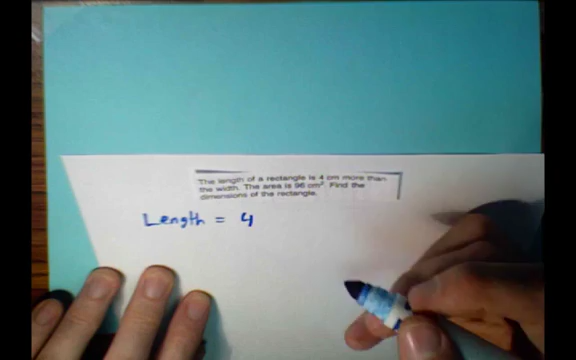 The length of a rectangle is 4 cm more than
the width. The area is 96 cm². Find the
dimensions of the rectangle.
Length = 4